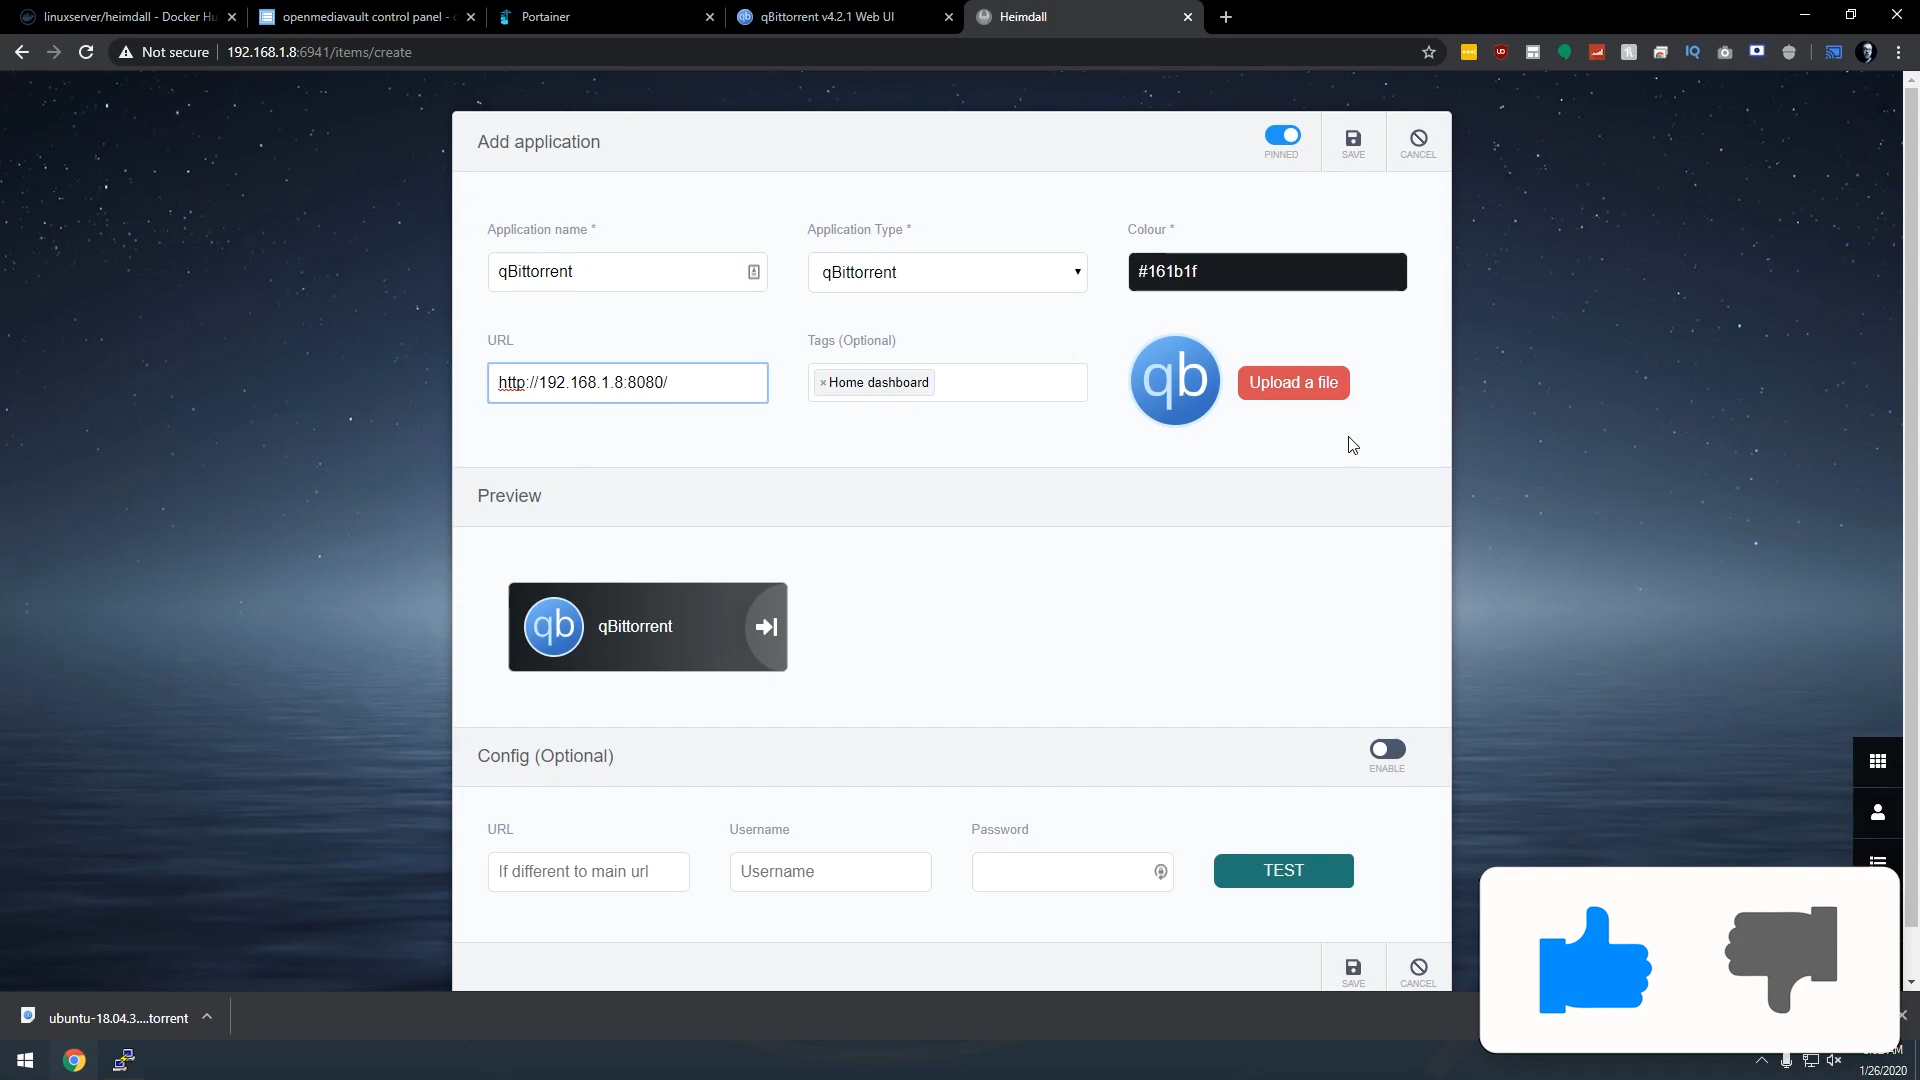 linuxserver/heimdall - Docker Hu
openmediavault control panel - c
Portainer
qBittorrent v4.2.1 Web UI
Heimdall
Not secure
192.168.1.8:6941/items/create
Add application
PINNED
SAVE
CANCEL
Application name *
Application Type *
Colour *
qBittorrent
qBittorrent
#161b1f
URL
Tags (Optional)
http://192.168.1.8:8080/
× Home dashboard
qb
Upload a file
Preview
qb
qBittorrent
Config (Optional)
ENABLE
URL
Username
Password
If different to main url
Username
TEST
SAVE
CANCEL
ubuntu-18.04.3....torrent
1/26/2020